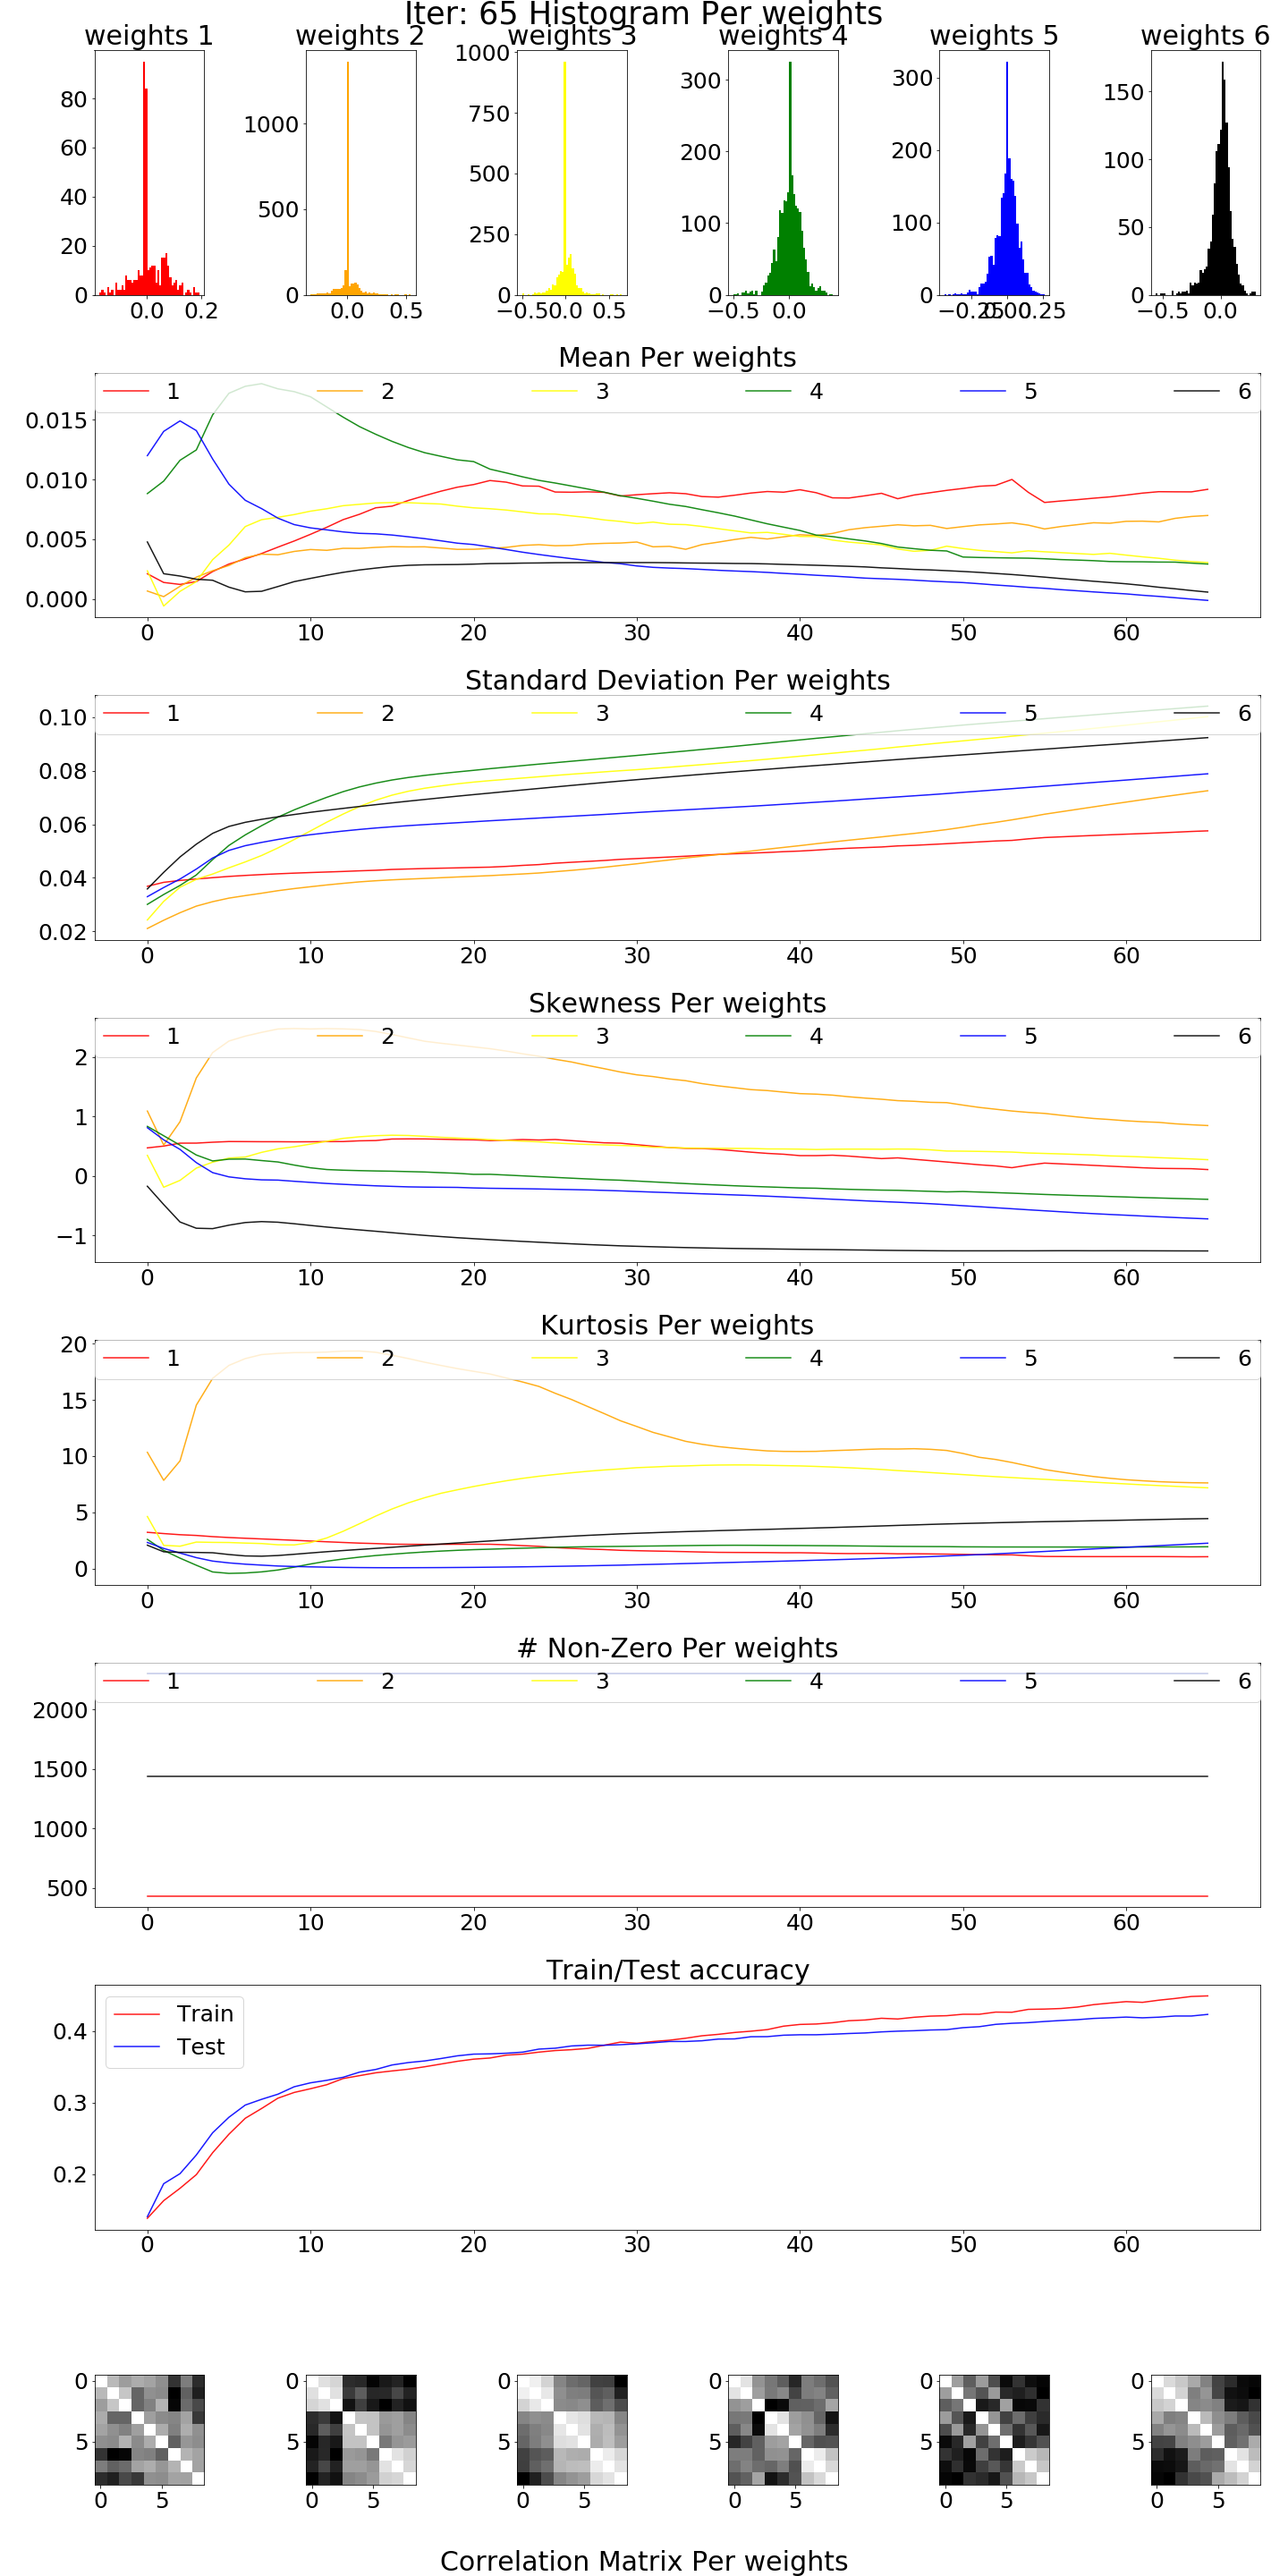 Iter: 65 Histogram Per weights
weights 1 weights 2 weights 3 weights 4 weights 5 weights 6
80
60
40
20
0
0.0 0.2
1000
500
0
0.0 0.5
1000
750
500
250
0
−0.5 0.0 0.5
300
200
100
0
−0.5 0.0
300
200
100
0
−0.25 0.00 0.25
150
100
50
0
−0.5 0.0
Mean Per weights
1 2 3 4 5 6
0.015
0.010
0.005
0.000
0 10 20 30 40 50 60
Standard Deviation Per weights
1 2 3 4 5 6
0.10
0.08
0.06
0.04
0.02
0 10 20 30 40 50 60
Skewness Per weights
1 2 3 4 5 6
2
1
0
−1
0 10 20 30 40 50 60
Kurtosis Per weights
1 2 3 4 5 6
20
15
10
5
0
0 10 20 30 40 50 60
# Non-Zero Per weights
1 2 3 4 5 6
2000
1500
1000
500
0 10 20 30 40 50 60
Train/Test accuracy
Train
Test
0.4
0.3
0.2
0 10 20 30 40 50 60
0 0 0 0 0 0
5 5 5 5 5 5
0 5 0 5 0 5 0 5 0 5 0 5
Correlation Matrix Per weights